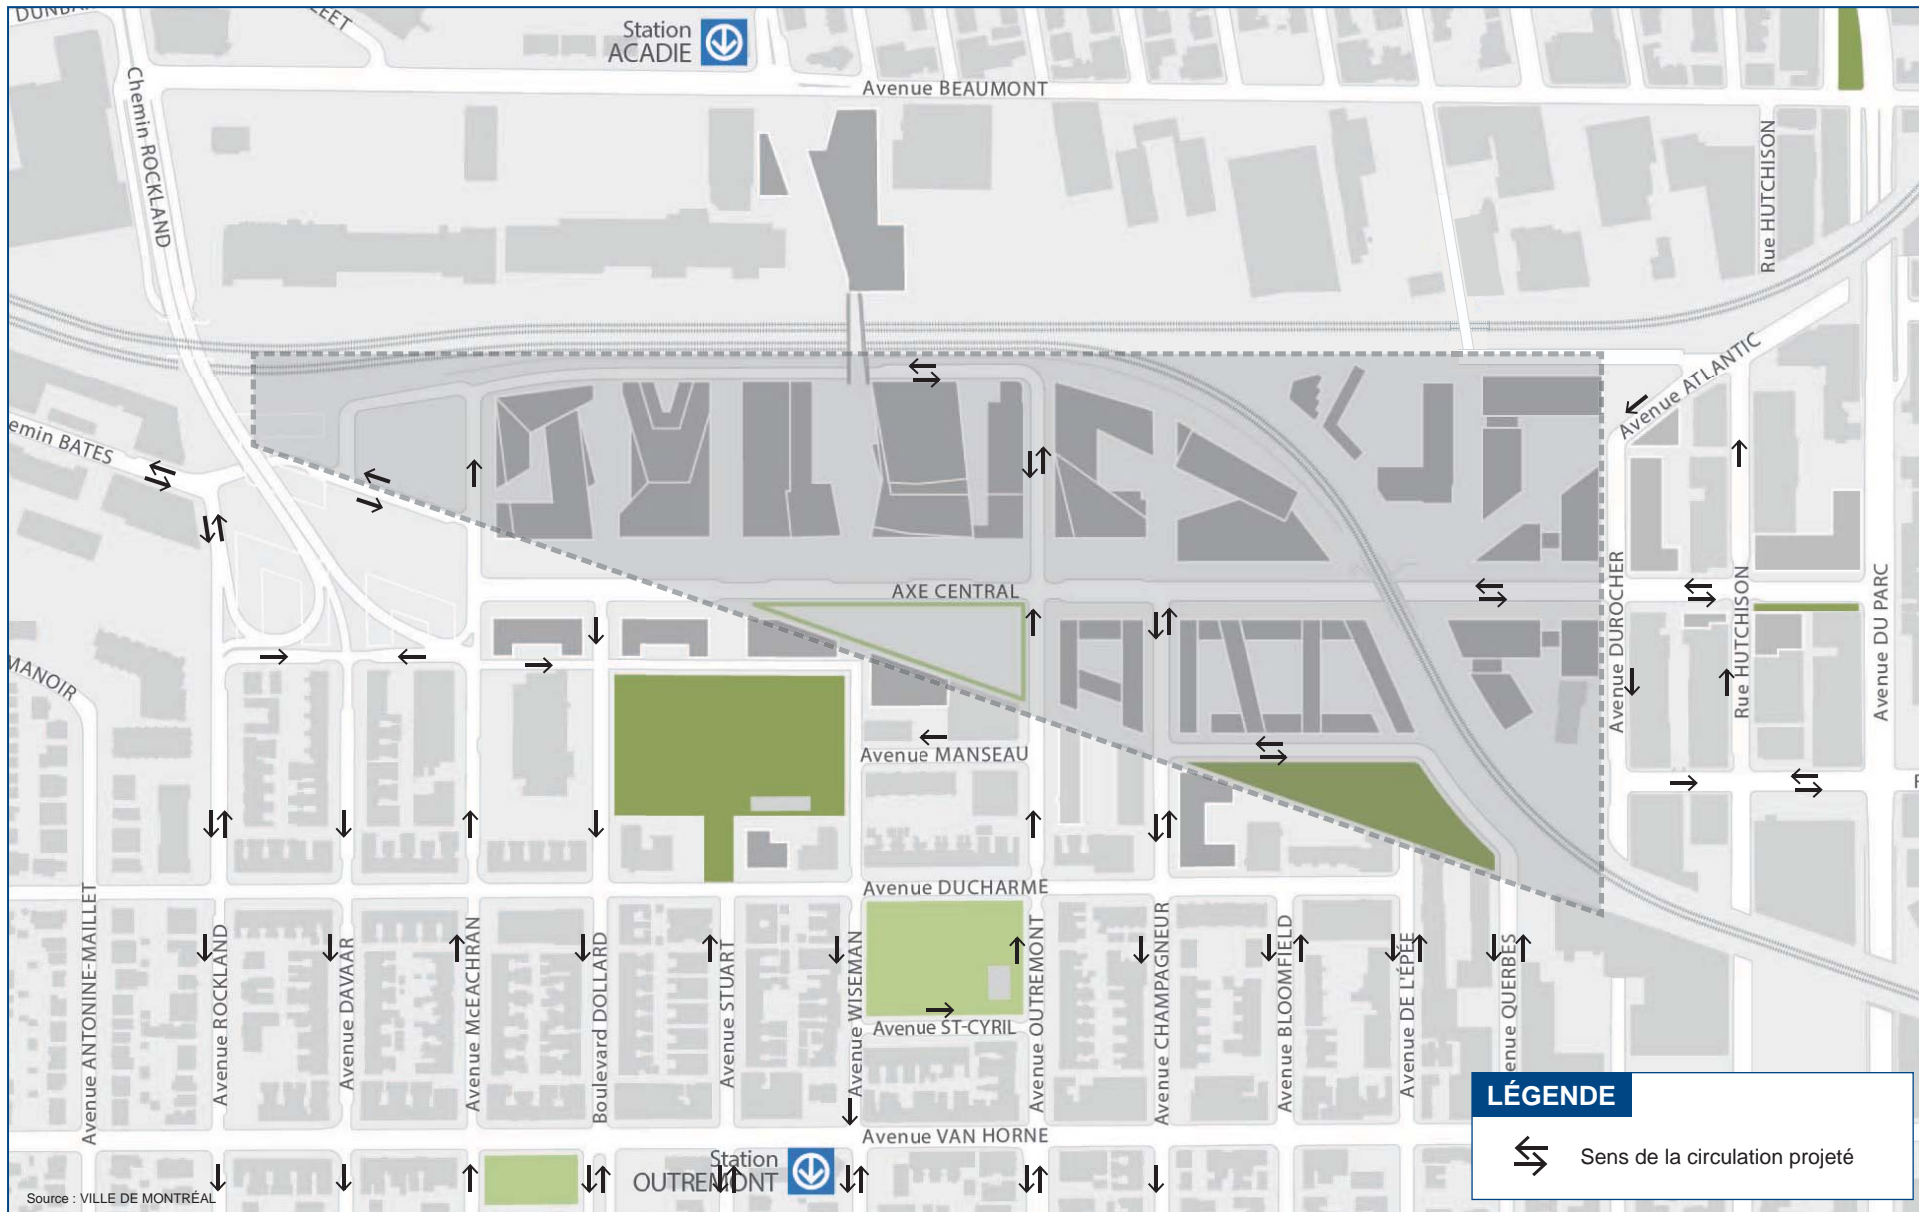 Station
ACADIE
Avenue BEAUMONT
Chemin ROCKLAND
Rue HUTCHISON
Avenue ATLANTIC
emin BATES
AXE CENTRAL
Avenue DUROCHER
Rue HUTCHISON
Avenue DU PARC
MANOIR
Avenue MANSEAU
Avenue DUCHARME
Avenue ANTONINE-MAILLET
Avenue ROCKLAND
Avenue DAVAAR
Avenue McEACHRAN
Boulevard DOLLARD
Avenue STUART
Avenue WISEMAN
Avenue OUTREMONT
Avenue CHAMPAGNEUR
Avenue BLOOMFIELD
Avenue DE L'ÉPÉE
enue QUERBES
Avenue ST-CYRIL
Avenue VAN HORNE
Station
OUTREMONT
LÉGENDE
Sens de la circulation projeté
Source : VILLE DE MONTRÉAL